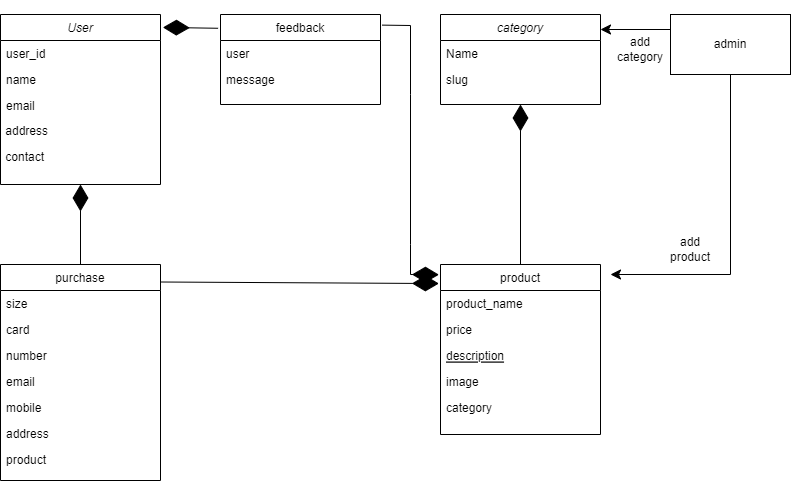 User
user_id
name
email
address
contact
feedback
user
message
category
Name
slug
add
category
admin
add
product
purchase
size
card
number
email
mobile
address
product
product
product_name
price
description
image
category